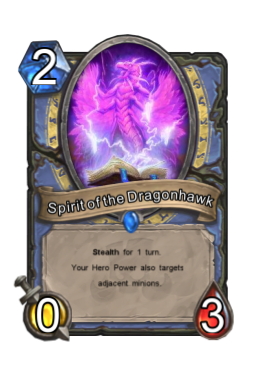 2
Spirit of the Dragonhawk
Stealth for 1 turn.
Your Hero Power also targets
adjacent minions.
0
3